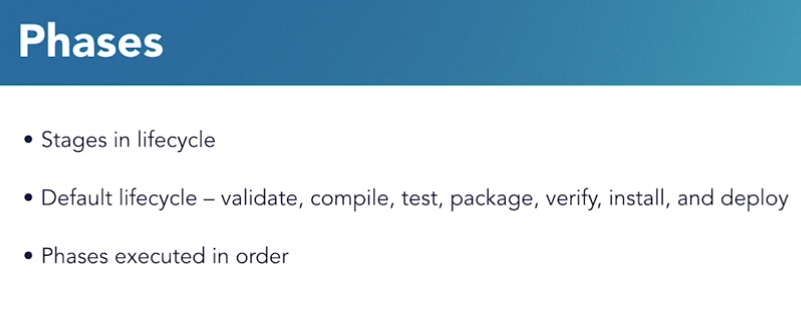 Phases
• Stages in lifecycle
• Default lifecycle – validate, compile, test, package, verify, install, and deploy
• Phases executed in order